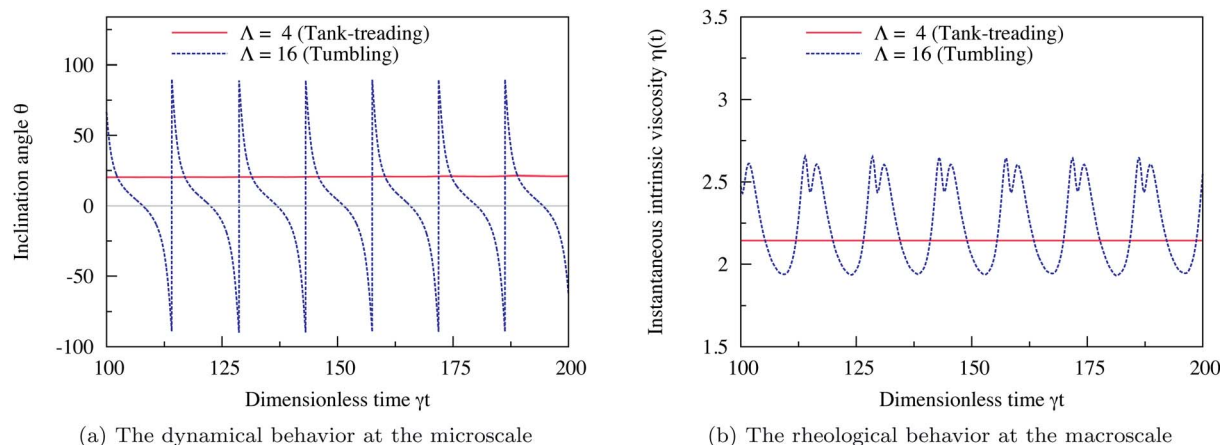 Λ = 4 (Tank-treading)
Λ = 16 (Tumbling)
100
50
0
-50
-100
100
125
150
175
200
Inclination angle θ
Dimensionless time γt
(a) The dynamical behavior at the microscale
Λ = 4 (Tank-treading)
Λ = 16 (Tumbling)
3.5
3
2.5
2
1.5
100
125
150
175
200
Instantaneous intrinsic viscosity η(t)
Dimensionless time γt
(b) The rheological behavior at the macroscale